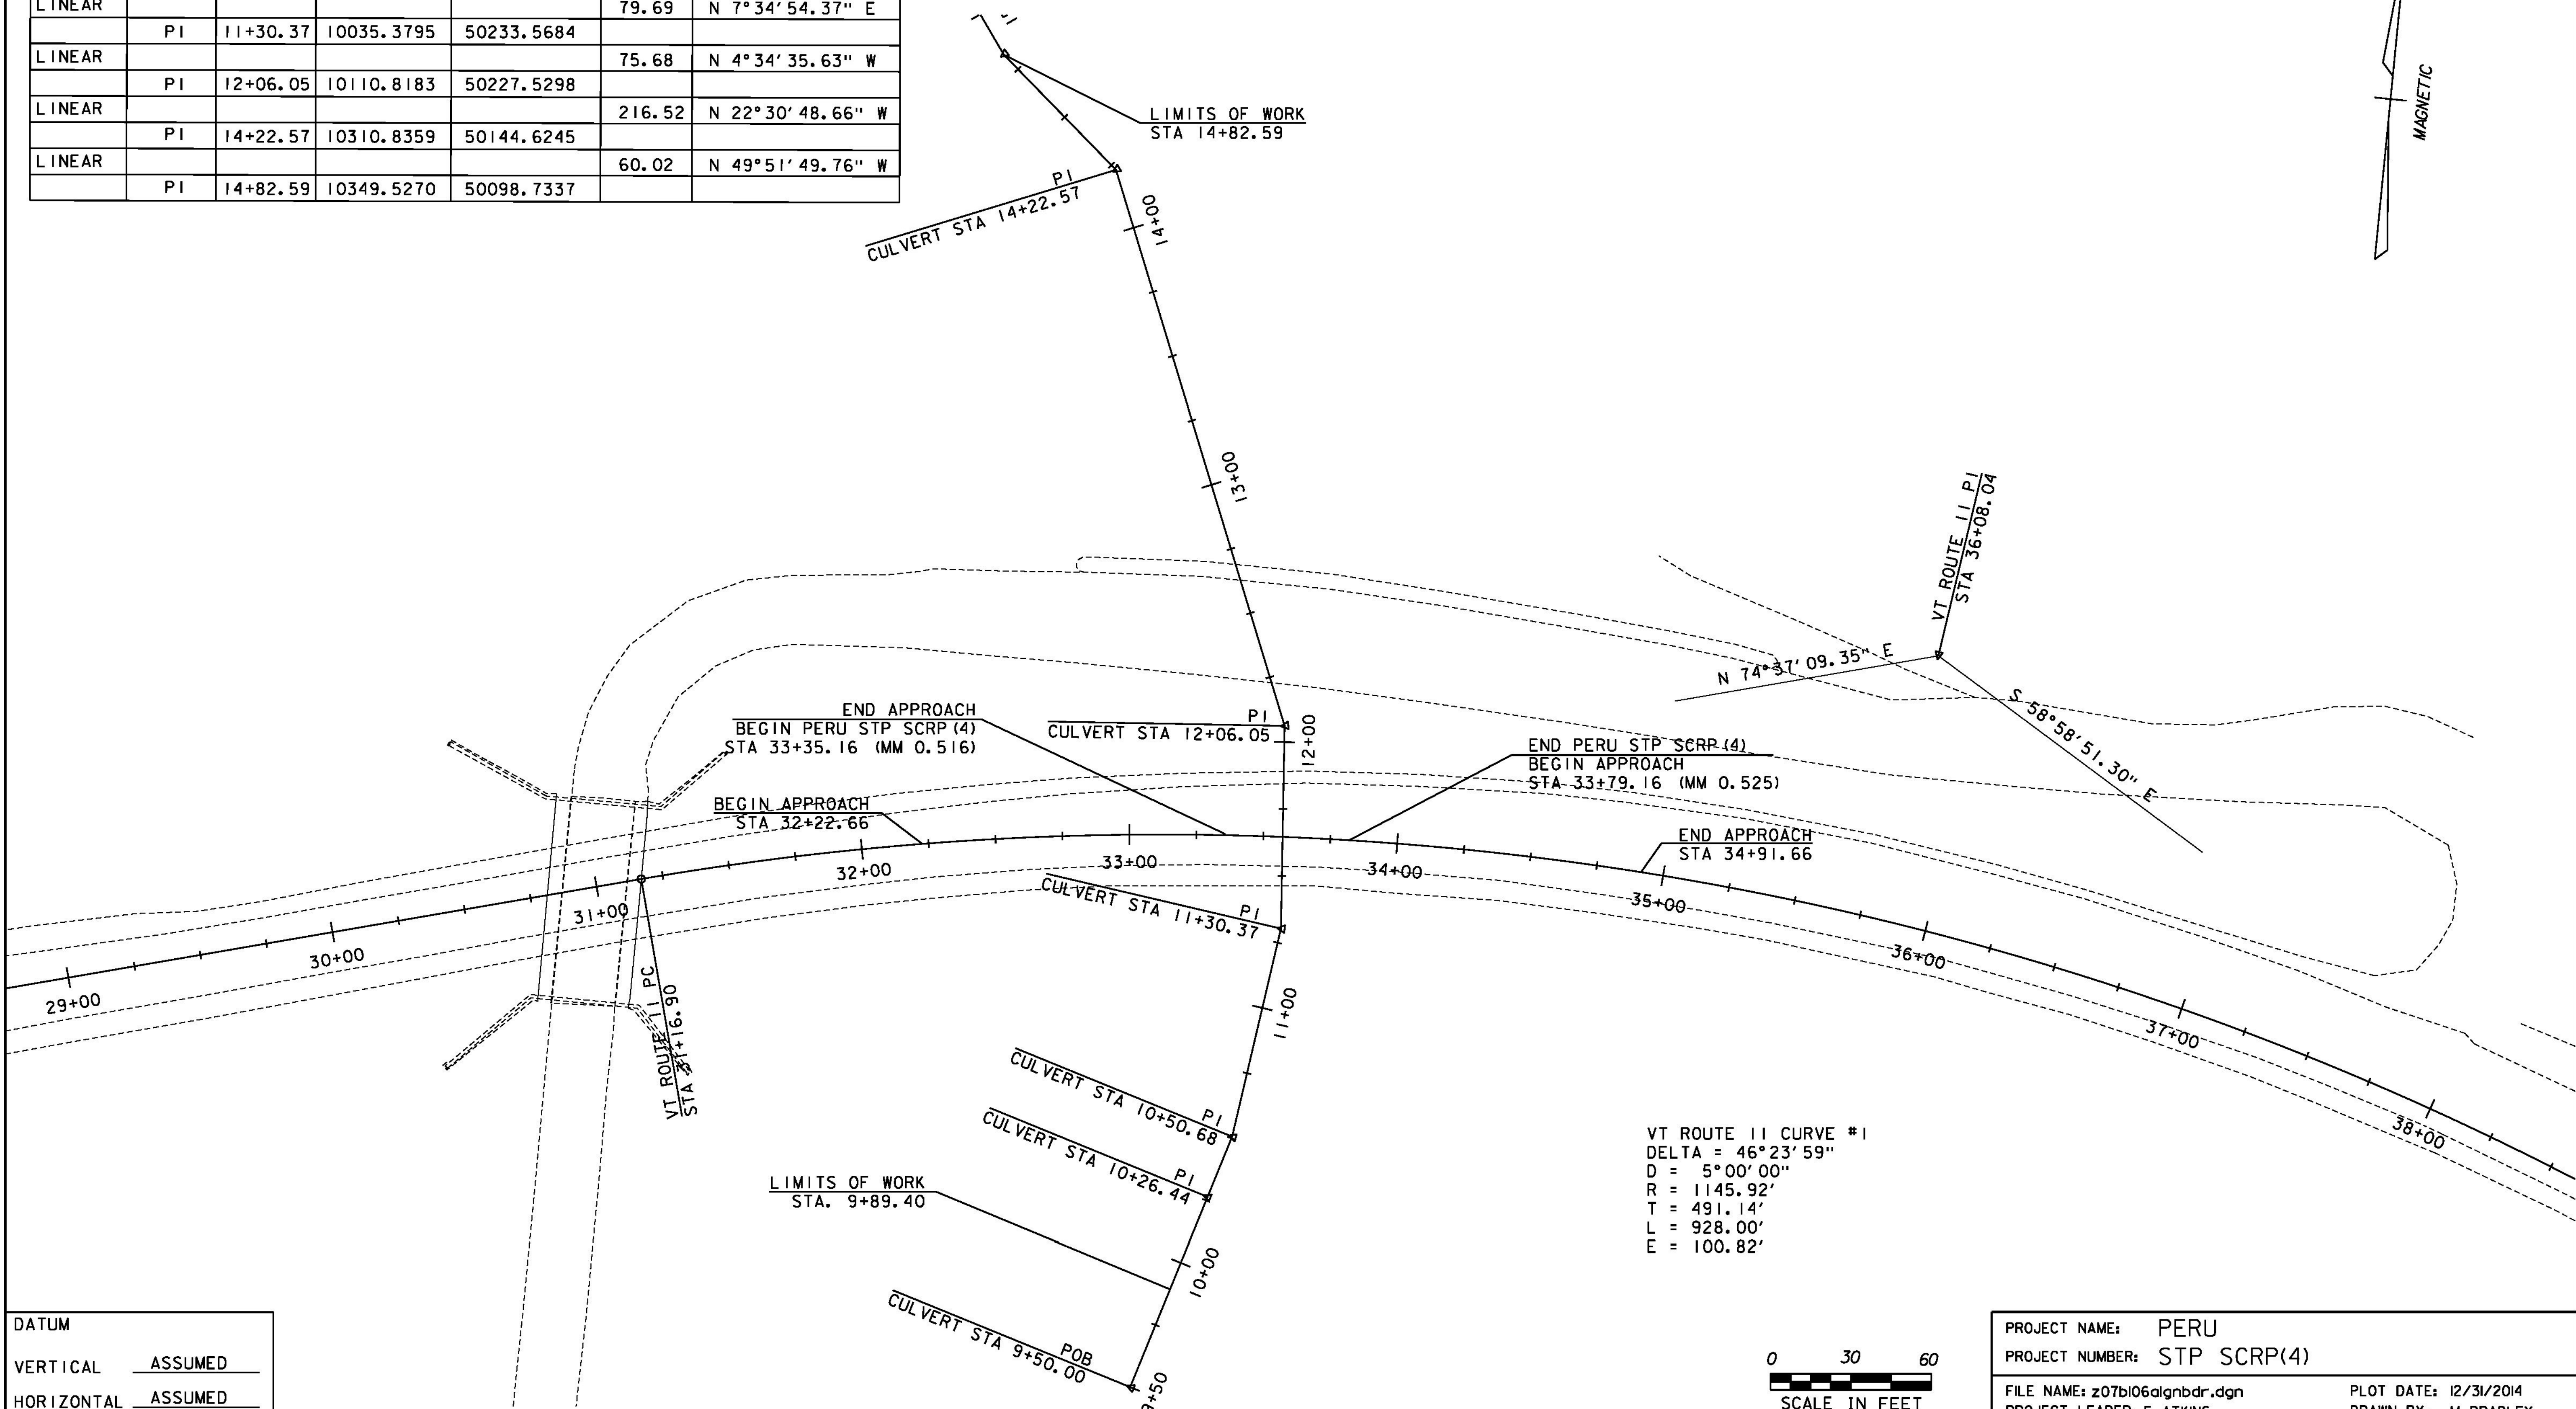 LINEAR 79.69 N 7°34'54.37" E
PI 11+30.37 10035.3795 50233.5684
LINEAR 75.68 N 4°34'35.63" W
PI 12+06.05 10110.8183 50227.5298
LINEAR 216.52 N 22°30'48.66" W
PI 14+22.57 10310.8359 50144.6245
LINEAR 60.02 N 49°51'49.76" W
PI 14+82.59 10349.5270 50098.7337
MAGNETIC
LIMITS OF WORK
STA 14+82.59
PI
CULVERT STA 14+22.57
14+00
13+00
VT ROUTE 11 PI
STA 36+08.04
N 74°37'09.35" E
S 58°58'51.30" E
END APPROACH
BEGIN PERU STP SCRP(4)
STA 33+35.16 (MM 0.516)
PI
CULVERT STA 12+06.05
12+00
END PERU STP SCRP(4)
BEGIN APPROACH
STA 33+79.16 (MM 0.525)
BEGIN APPROACH
STA 32+22.66
END APPROACH
STA 34+91.66
29+00
30+00
31+00
32+00
33+00
34+00
35+00
36+00
37+00
38+00
PI
CULVERT STA 11+30.37
VT ROUTE 11 PC
STA 31+16.90
11+00
PI
CULVERT STA 10+50.68
PI
CULVERT STA 10+26.44
LIMITS OF WORK
STA. 9+89.40
10+00
POB
CULVERT STA 9+50.00
9+50
VT ROUTE 11 CURVE #1
DELTA = 46°23'59"
D = 5°00'00"
R = 1145.92'
T = 491.14'
L = 928.00'
E = 100.82'
DATUM
VERTICAL ASSUMED
HORIZONTAL ASSUMED
0 30 60
SCALE IN FEET
PROJECT NAME: PERU
PROJECT NUMBER: STP SCRP(4)
FILE NAME: z07b106algnbdr.dgn PLOT DATE: 12/31/2014